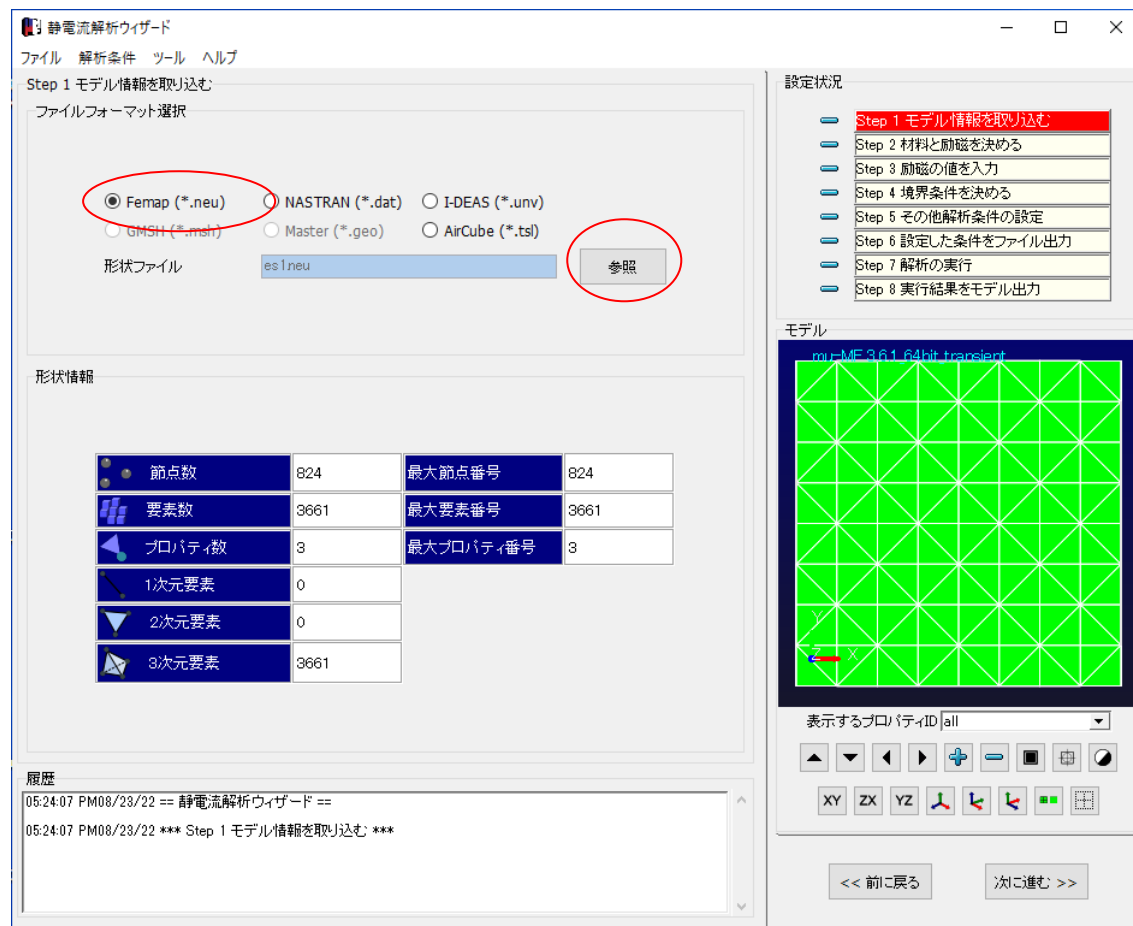 静電流解析ウィザード
ファイル 解析条件 ツール ヘルプ
Step 1 モデル情報を取り込む
ファイルフォーマット選択
Femap (*.neu) NASTRAN (*.dat) I-DEAS (*.unv)
GMSH (*.msh) Master (*.geo) AirCube (*.tsl)
形状ファイル es1neu 参照
形状情報
節点数 824 最大節点番号 824
要素数 3661 最大要素番号 3661
プロパティ数 3 最大プロパティ番号 3
1次元要素 0
2次元要素 0
3次元要素 3661
履歴
05:24:07 PM08/23/22 == 静電流解析ウィザード ==
05:24:07 PM08/23/22 *** Step 1 モデル情報を取り込む ***
設定状況
Step 1 モデル情報を取り込む
Step 2 材料と励磁を決める
Step 3 励磁の値を入力
Step 4 境界条件を決める
Step 5 その他解析条件の設定
Step 6 設定した条件をファイル出力
Step 7 解析の実行
Step 8 実行結果をモデル出力
モデル
mu-MF 3.6.1 64bit_transient
Y
Z X
表示するプロパティID all
XY ZX YZ
<< 前に戻る 次に進む >>